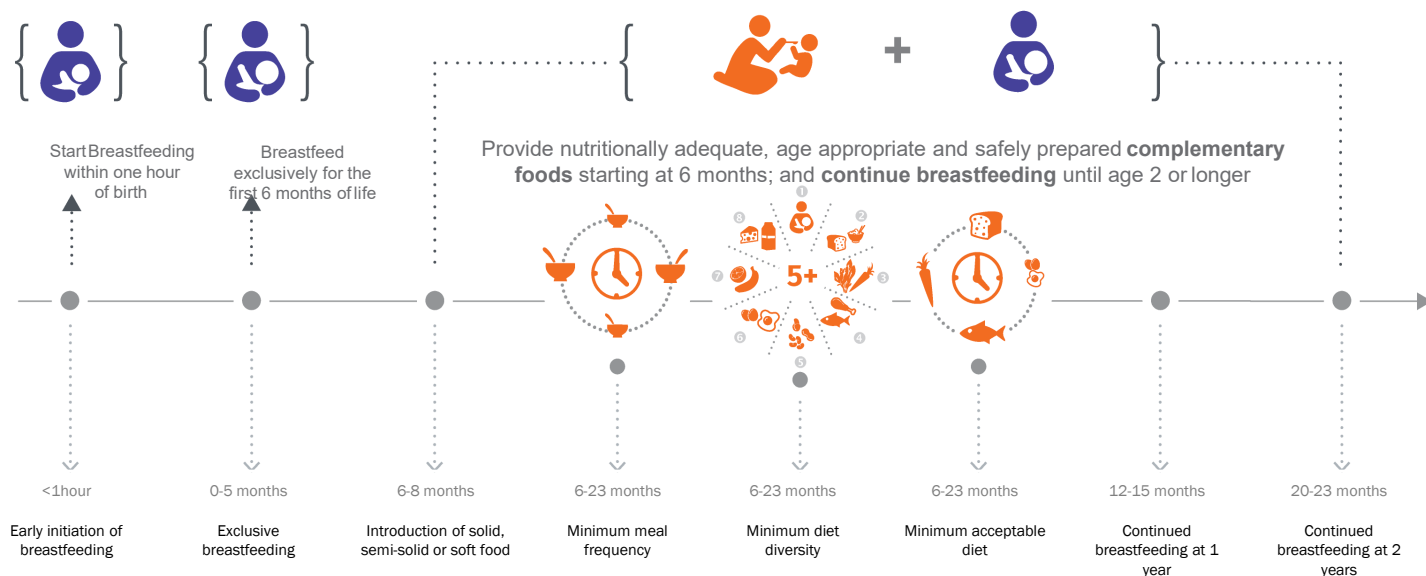 Start Breastfeeding
within one hour
of birth
Breastfeed
exclusively for the
first 6 months of life
Provide nutritionally adequate, age appropriate and safely prepared complementary
foods starting at 6 months; and continue breastfeeding until age 2 or longer
1
2
3
4
5
6
7
8
5+
<1hour
0-5 months
6-8 months
6-23 months
6-23 months
6-23 months
12-15 months
20-23 months
Early initiation of
breastfeeding
Exclusive
breastfeeding
Introduction of solid,
semi-solid or soft food
Minimum meal
frequency
Minimum diet
diversity
Minimum acceptable
diet
Continued
breastfeeding at 1
year
Continued
breastfeeding at 2
years